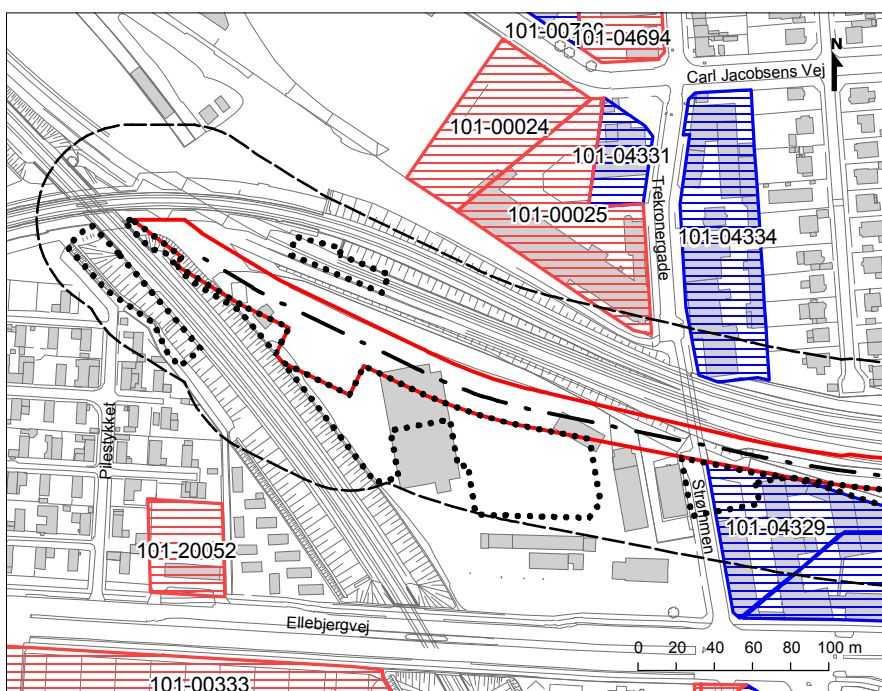 101-04694
N
Carl Jacobsens Vej
101-00024
101-04331
Trekronergade
101-00025
101-04334
Pilestykket
Strømmen
101-04329
101-20052
Ellebjergvej
0 20 40 60 80 100 m
101-00333